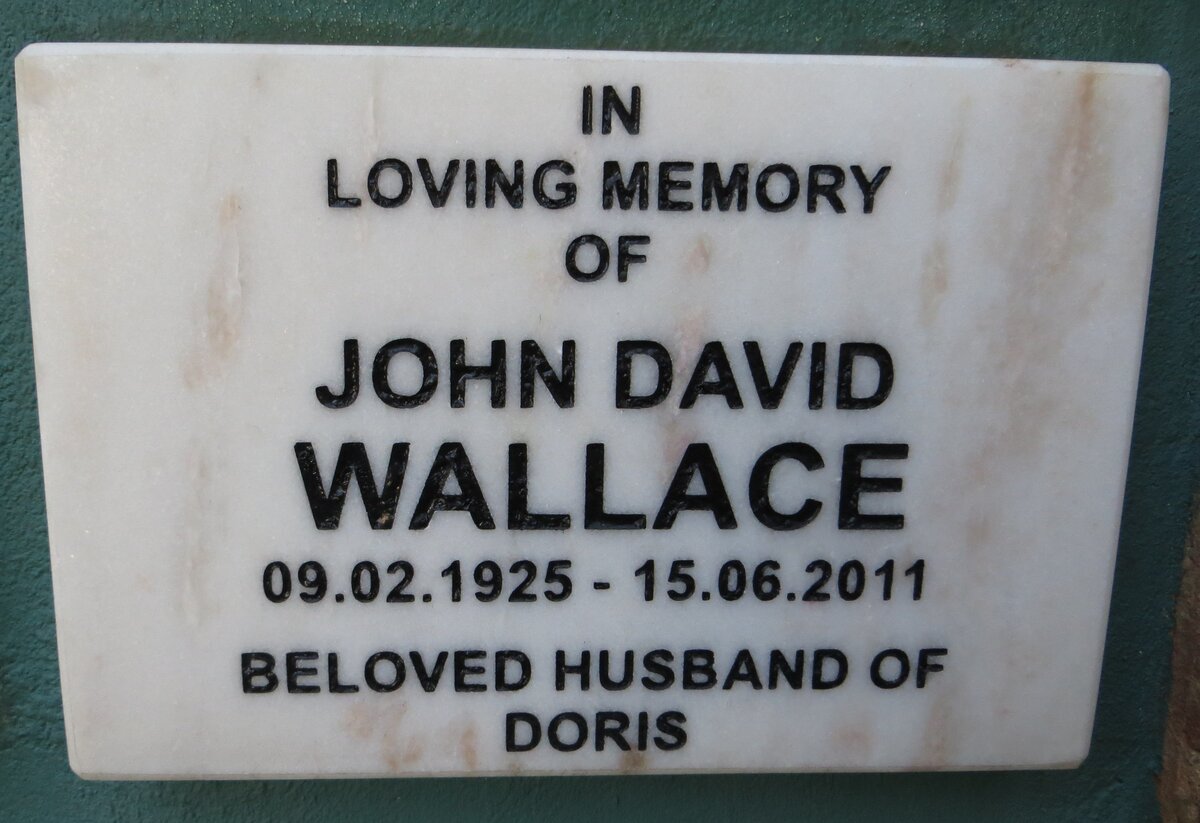 IN
LOVING MEMORY
OF
JOHN DAVID
WALLACE
09.02.1925 - 15.06.2011
BELOVED HUSBAND OF
DORIS